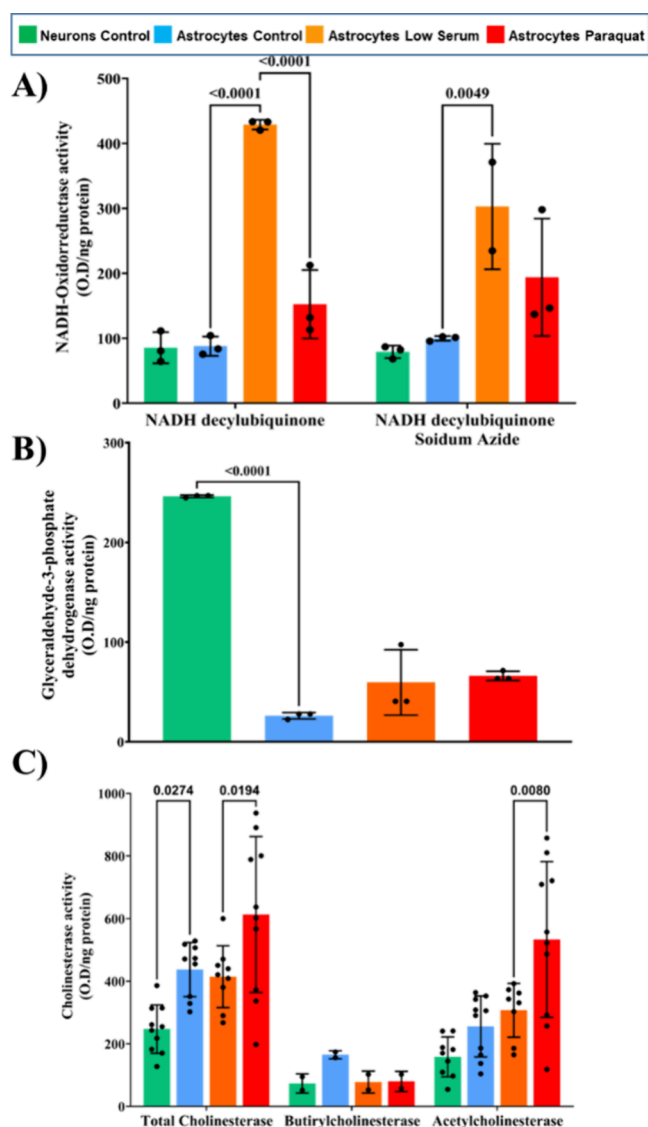 Neurons Control Astrocytes Control Astrocytes Low Serum Astrocytes Paraquat
A)
<0.0001
<0.0001
0.0049
500
400
300
200
100
0
NADH-Oxidorreductase activity
(O.D/ng protein)
NADH decylubiquinone
NADH decylubiquinone
Soidum Azide
B)
<0.0001
300
200
100
0
Glyceraldehyde-3-phosphate
dehydrogenase activity
(O.D/ng protein)
C)
0.0274
0.0194
0.0080
1000
800
600
400
200
0
Cholinesterase activity
(O.D/ng protein)
Total Cholinesterase
Butirylcholinesterase
Acetylcholinesterase